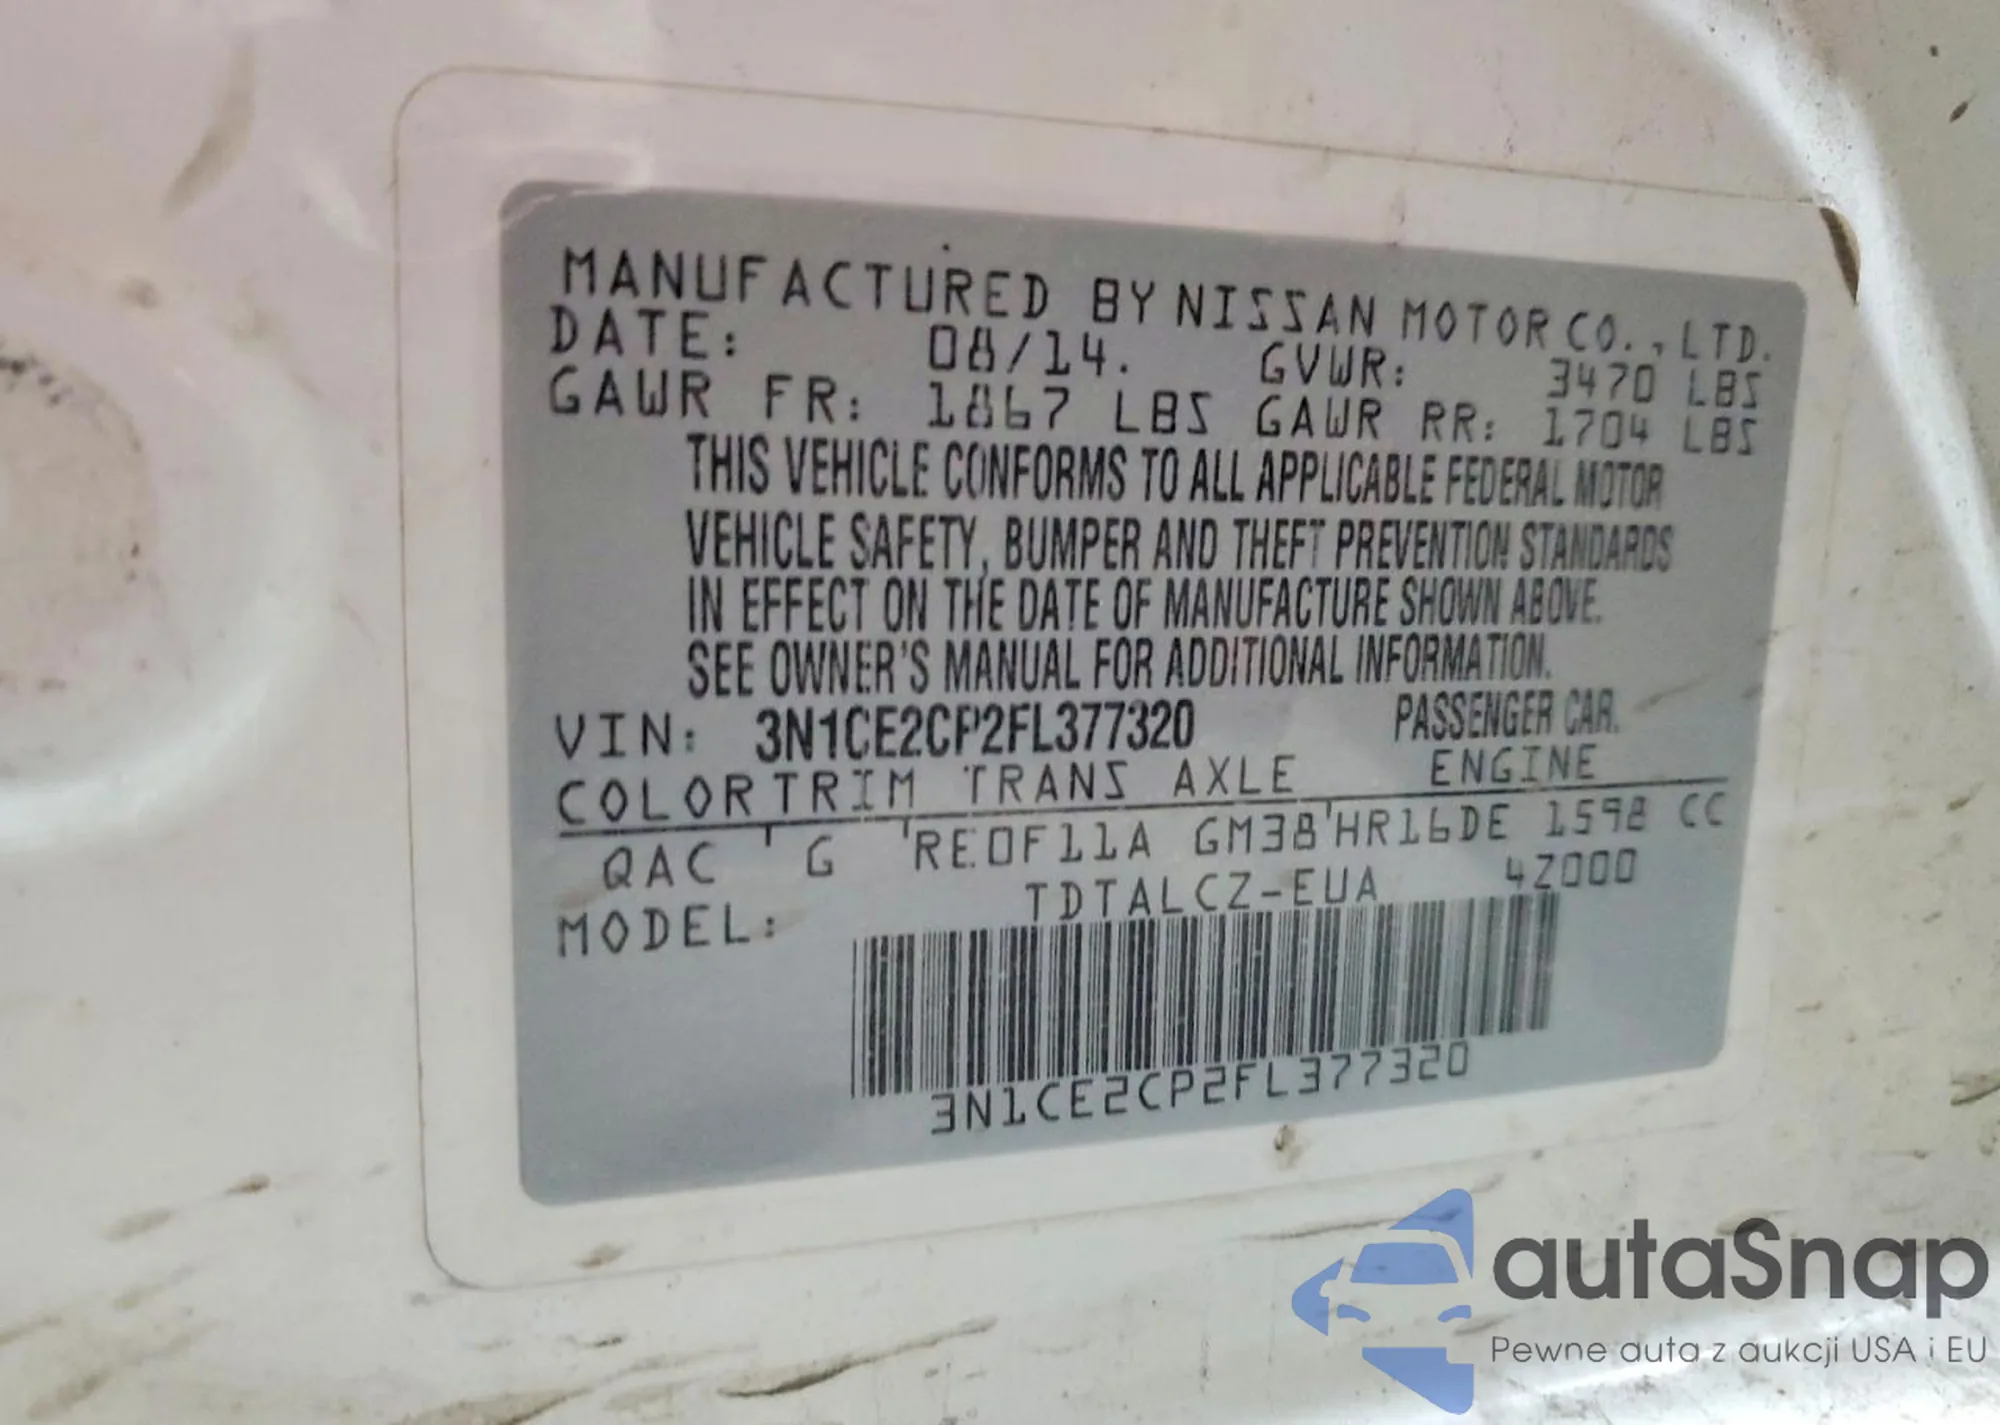 MANUFACTURED BY NISSAN MOTOR CO., LTD.
DATE: 08/14. GVWR: 3470 LBS
GAWR FR: 1867 LBS GAWR RR: 1704 LBS
THIS VEHICLE CONFORMS TO ALL APPLICABLE FEDERAL MOTOR
VEHICLE SAFETY, BUMPER AND THEFT PREVENTION STANDARDS
IN EFFECT ON THE DATE OF MANUFACTURE SHOWN ABOVE.
SEE OWNER'S MANUAL FOR ADDITIONAL INFORMATION.
VIN: 3N1CE2CP2FL377320 PASSENGER CAR.
COLOR TRIM TRANS AXLE ENGINE
QAC G RE0F11A GM38 HR16DE 1598 CC
MODEL: TDTALCZ-EUA 4Z000
3N1CE2CP2FL377320
autaSnap
Pewne auta z aukcji USA i EU